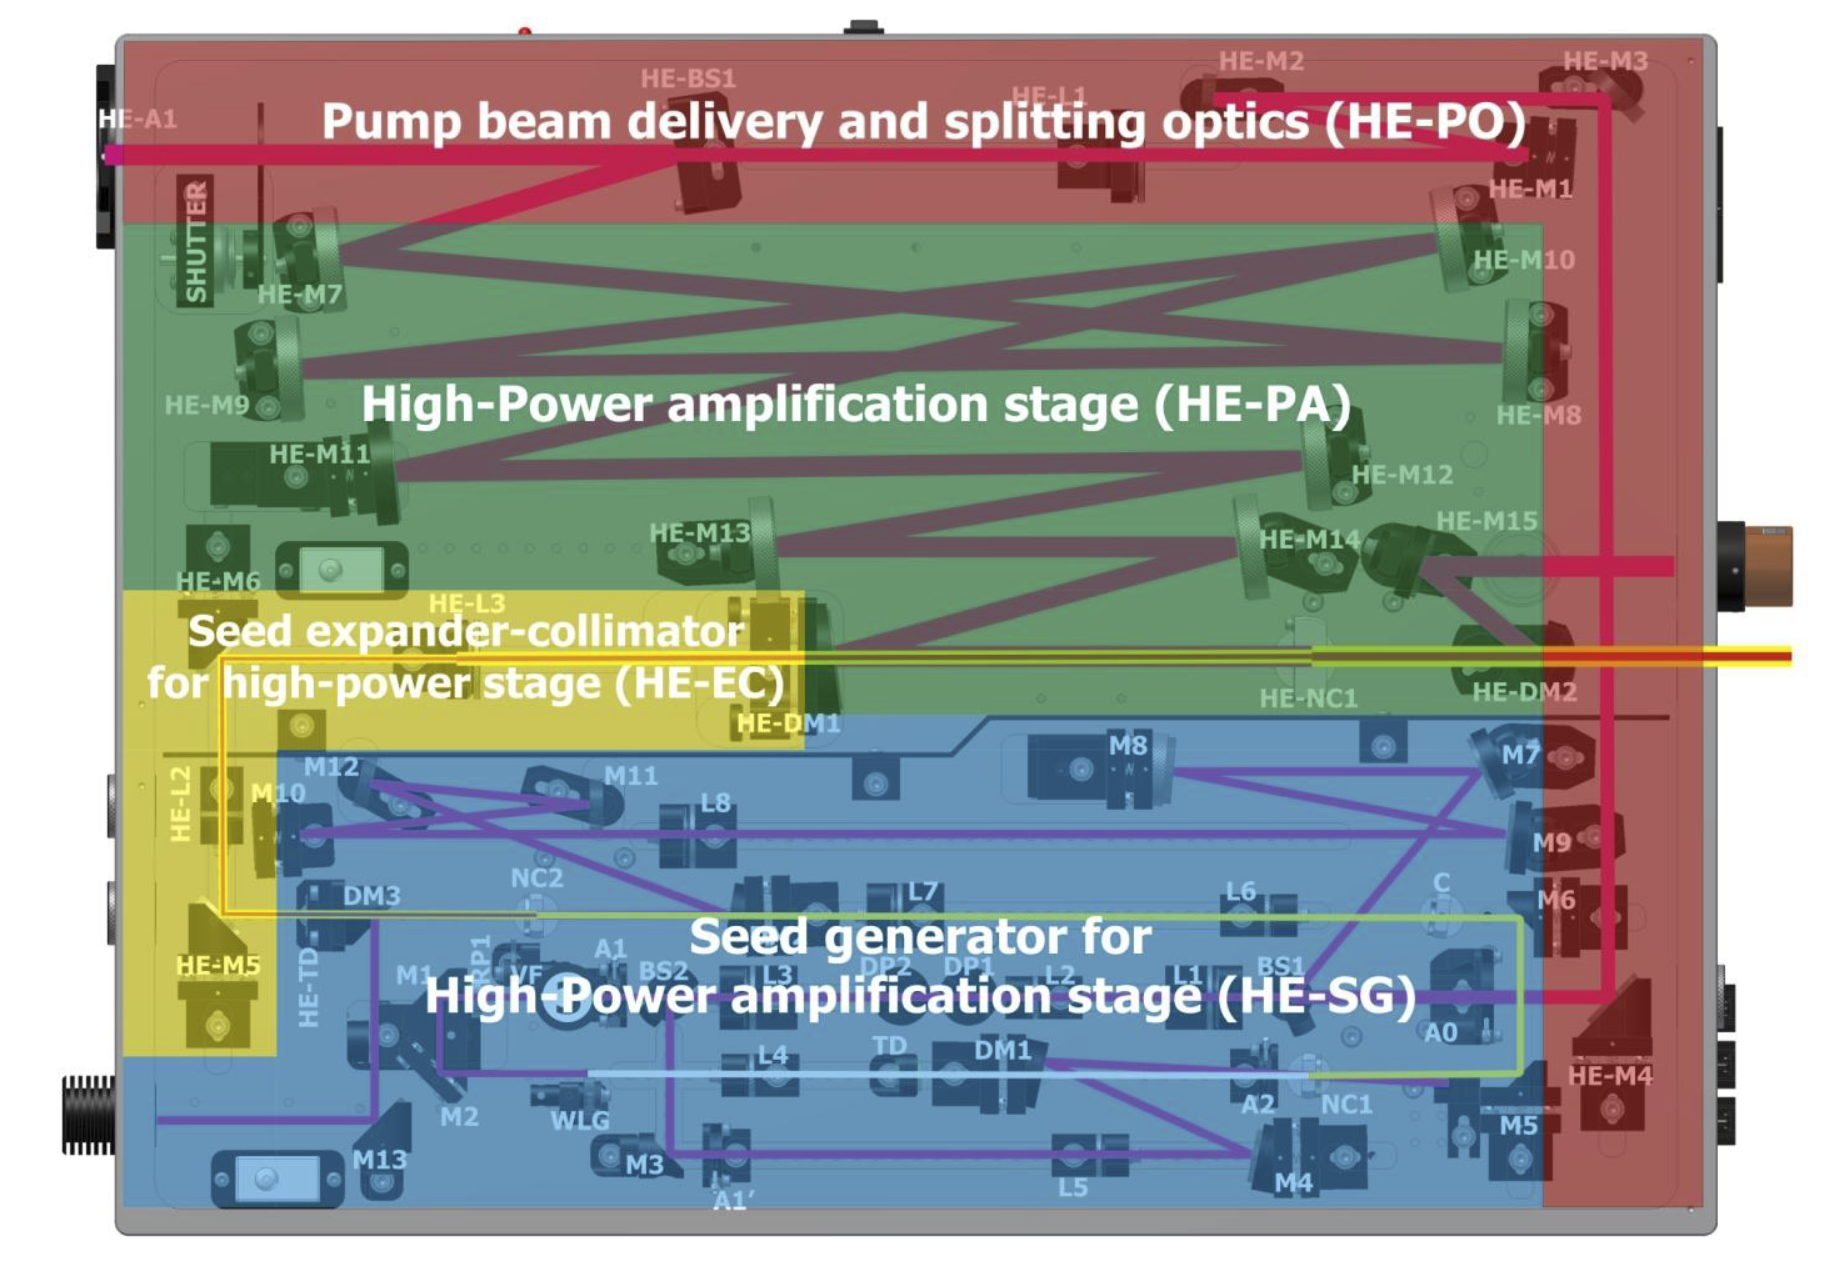 HE-M2
HE-M3
HE-BS1
HE-L1
HE-A1
Pump beam delivery and splitting optics (HE-PO)
HE-M1
SHUTTER
HE-M10
HE-M7
HE-M9
High-Power amplification stage (HE-PA)
HE-M8
HE-M11
HE-M12
HE-M13
HE-M14
HE-M15
HE-M6
HE-L3
Seed expander-collimator
for high-power stage (HE-EC)
HE-NC1
HE-DM2
HE-DM1
M12
M11
M8
M7
HE-L2
M10
L8
M9
DM3
NC2
L7
L6
C
M6
Seed generator for
HE-M5
HE-TD
M1
RP1
VF
A1
BS2
L3
DP2
DP1
L2
L1
BS1
High-Power amplification stage (HE-SG)
A0
L4
TD
DM1
HE-M4
M2
WLG
A2
NC1
M5
M13
M3
A1’
L5
M4